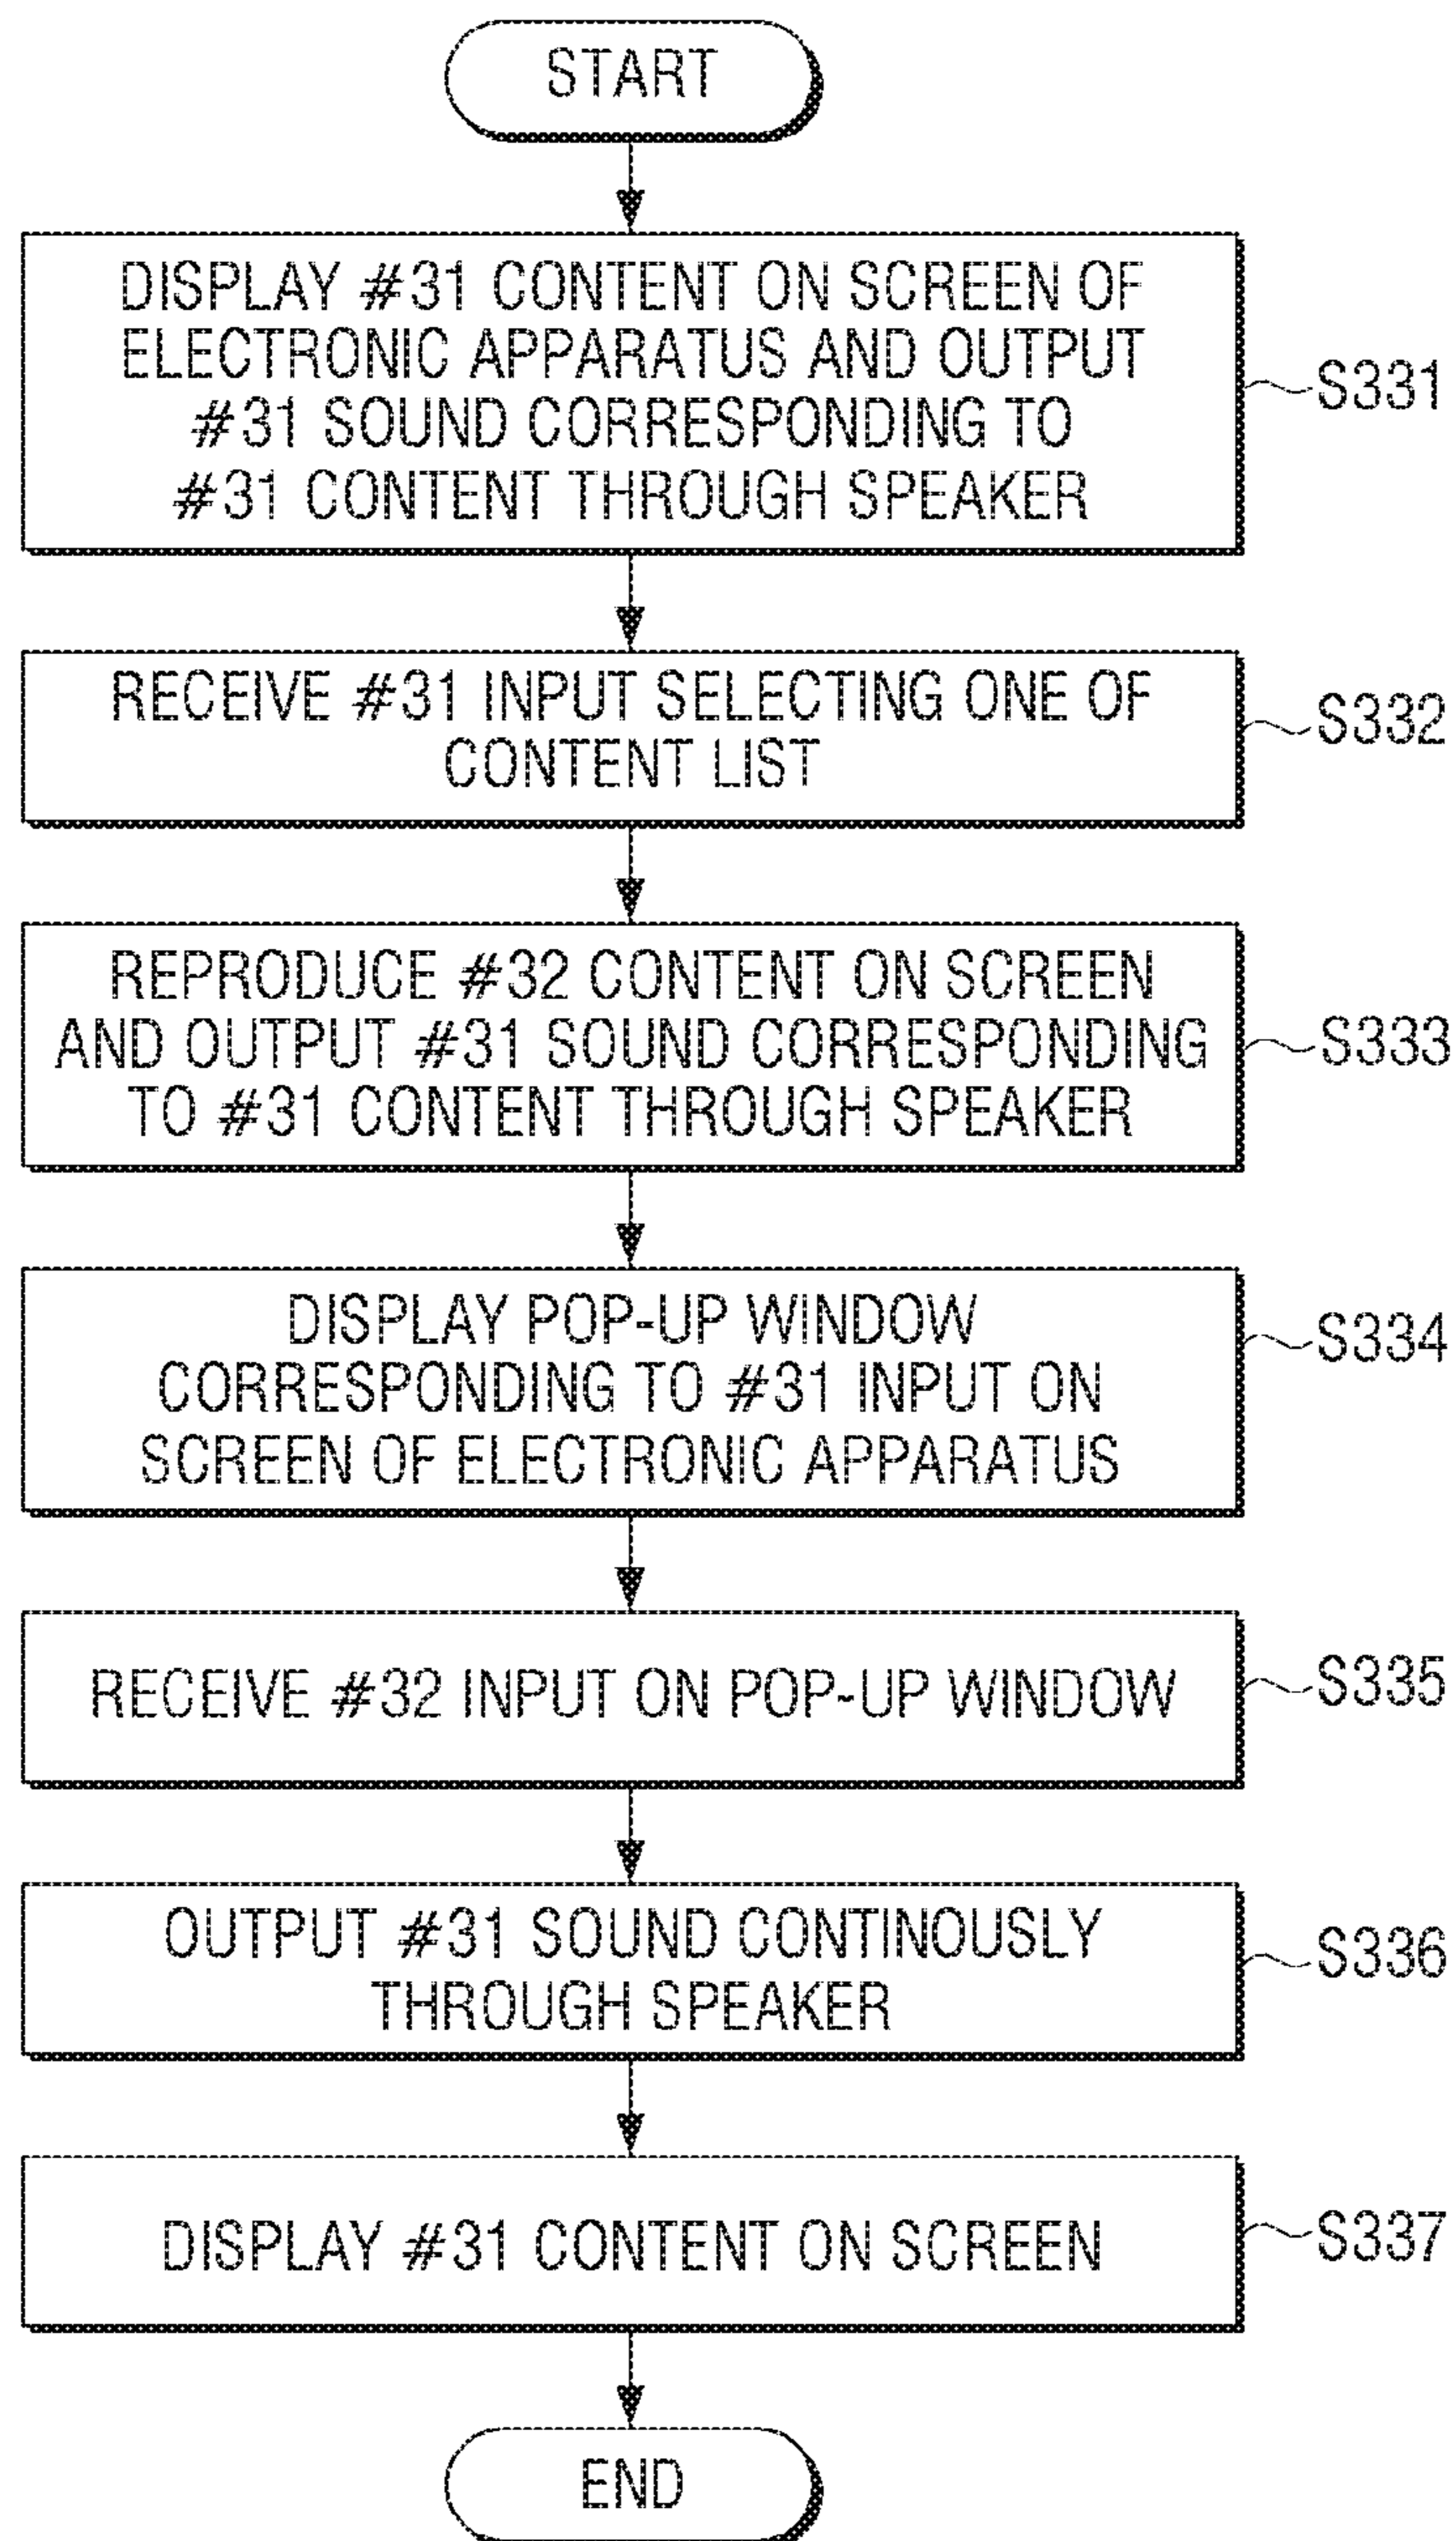 START
DISPLAY #31 CONTENT ON SCREEN OF
ELECTRONIC APPARATUS AND OUTPUT
#31 SOUND CORRESPONDING TO
#31 CONTENT THROUGH SPEAKER
S331
RECEIVE #31 INPUT SELECTING ONE OF
CONTENT LIST
S332
REPRODUCE #32 CONTENT ON SCREEN
AND OUTPUT #31 SOUND CORRESPONDING
TO #31 CONTENT THROUGH SPEAKER
S333
DISPLAY POP-UP WINDOW
CORRESPONDING TO #31 INPUT ON
SCREEN OF ELECTRONIC APPARATUS
S334
RECEIVE #32 INPUT ON POP-UP WINDOW
S335
OUTPUT #31 SOUND CONTINOUSLY
THROUGH SPEAKER
S336
DISPLAY #31 CONTENT ON SCREEN
S337
END